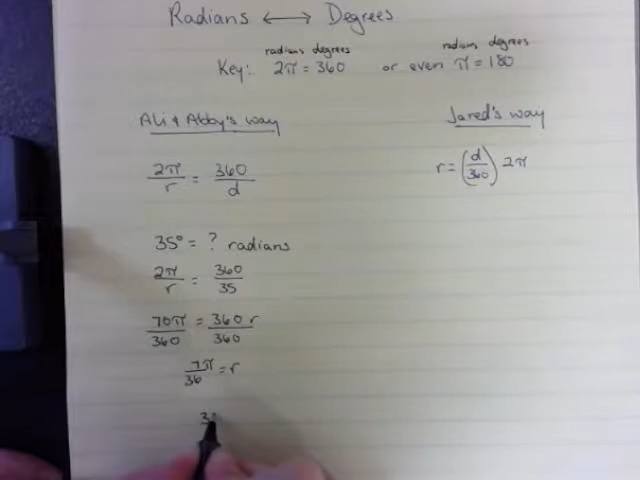 Radians ⟷ Degrees
radians degrees radians degrees
Key: 2π = 360 or even π = 180
Ali & Abby's way Jared's way
2π/r = 360/d r = (d/360) 2π
35° = ? radians
2π/r = 360/35
70π/360 = 360r/360
7π/36 = r
3